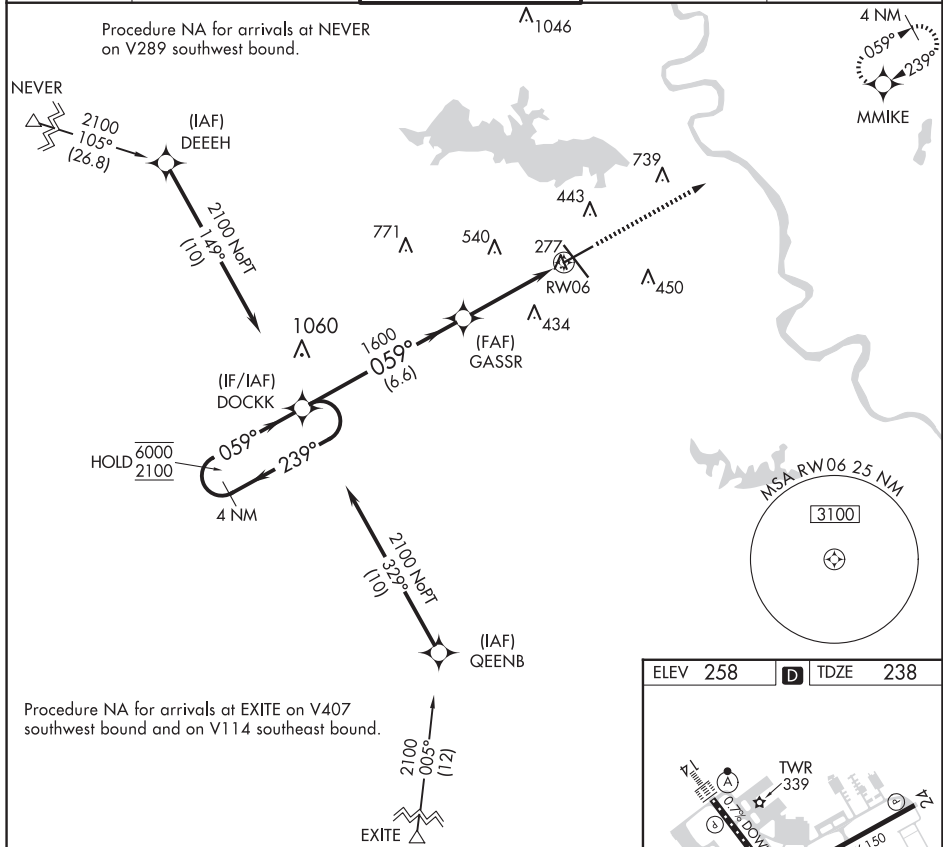 Procedure NA for arrivals at NEVER
on V289 southwest bound.
1046
4 NM
059°
239°
MMIKE
NEVER
2100
105°
(26.8)
(IAF)
DEEEH
2100 NoPT
149°
(10)
739
443
771
540
277
RW06
450
434
1060
1600
059°
(6.6)
(FAF)
GASSR
(IF/IAF)
DOCKK
059°
239°
HOLD 6000
2100
4 NM
MSA RW06 25 NM
3100
2100 NoPT
329°
(10)
(IAF)
QEENB
Procedure NA for arrivals at EXITE on V407
southwest bound and on V114 southeast bound.
2100
005°
(12)
EXITE
ELEV 258 D TDZE 238
14
A
TWR
339
24
P
P
0.7% DOW
150